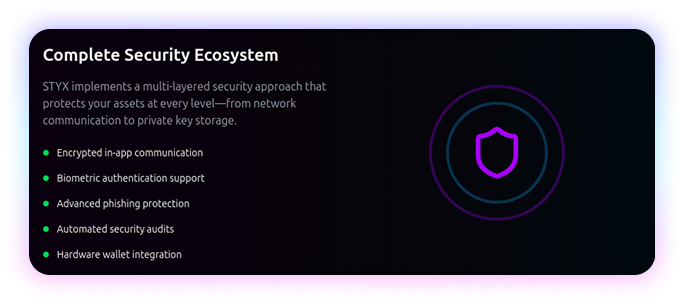 Complete Security Ecosystem
STYX implements a multi-layered security approach that
protects your assets at every level—from network
communication to private key storage.
Encrypted in-app communication
Biometric authentication support
Advanced phishing protection
Automated security audits
Hardware wallet integration